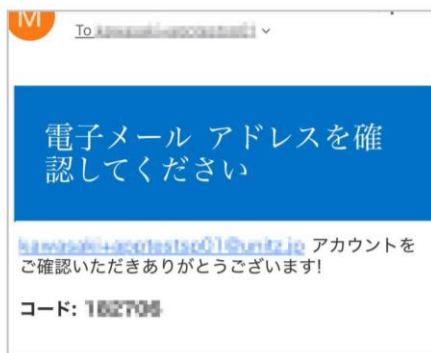 M
To
電子メール アドレスを確
認してください
アカウントを
ご確認いただきありがとうございます!
コード: